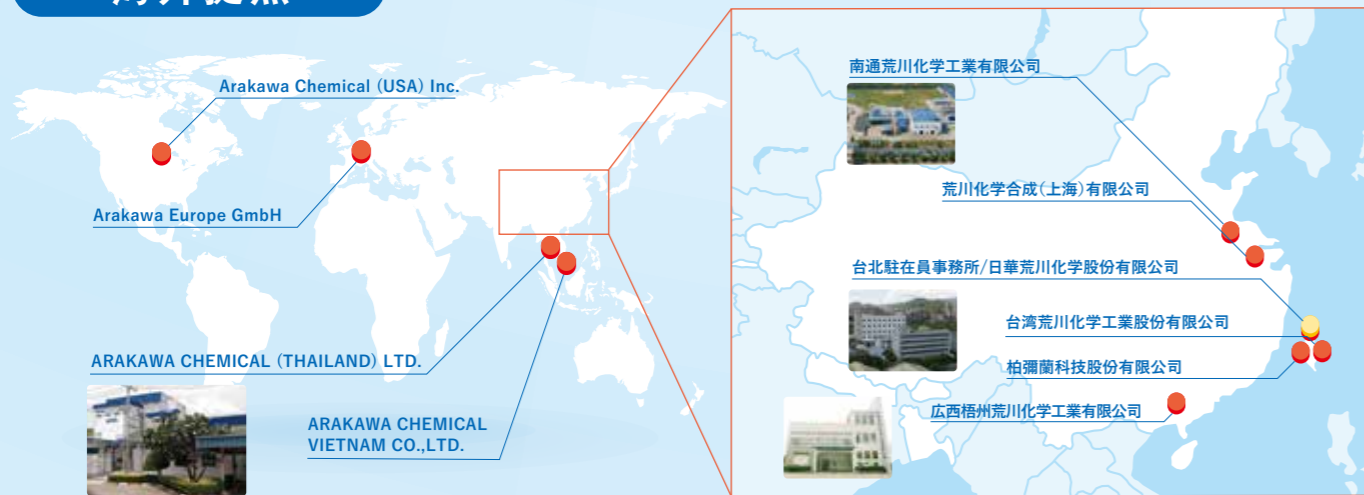 海外拠点
Arakawa Chemical (USA) Inc.
Arakawa Europe GmbH
ARAKAWA CHEMICAL (THAILAND) LTD.
ARAKAWA CHEMICAL
VIETNAM CO.,LTD.
南通荒川化学工業有限公司
荒川化学合成(上海)有限公司
台北駐在員事務所/日華荒川化学股份有限公司
台湾荒川化学工業股份有限公司
柏彌蘭科技股份有限公司
広西梧州荒川化学工業有限公司